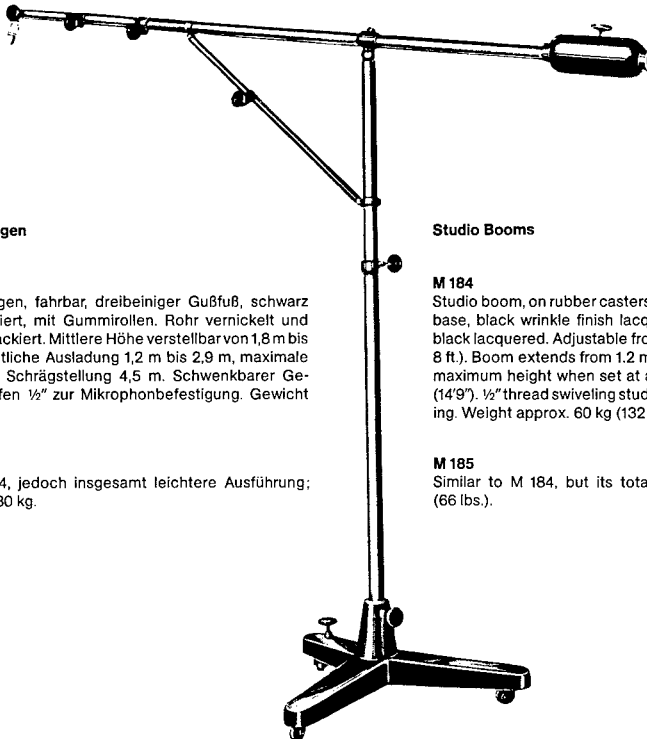 gen
gen, fahrbar, dreibeiniger Gußfuß, schwarz
iert, mit Gummirollen. Rohr vernickelt und
ackiert. Mittlere Höhe verstellbar von 1,8 m bis
tliche Ausladung 1,2 m bis 2,9 m, maximale
Schrägstellung 4,5 m. Schwenkbarer Ge-
fen ½" zur Mikrophonbefestigung. Gewicht
4, jedoch insgesamt leichtere Ausführung;
30 kg.
Studio Booms
M 184
Studio boom, on rubber casters
base, black wrinkle finish lacq
black lacquered. Adjustable fro
8 ft.). Boom extends from 1.2 m
maximum height when set at a
(14'9"). ½" thread swiveling stud
ing. Weight approx. 60 kg (132
M 185
Similar to M 184, but its tota
(66 lbs.).